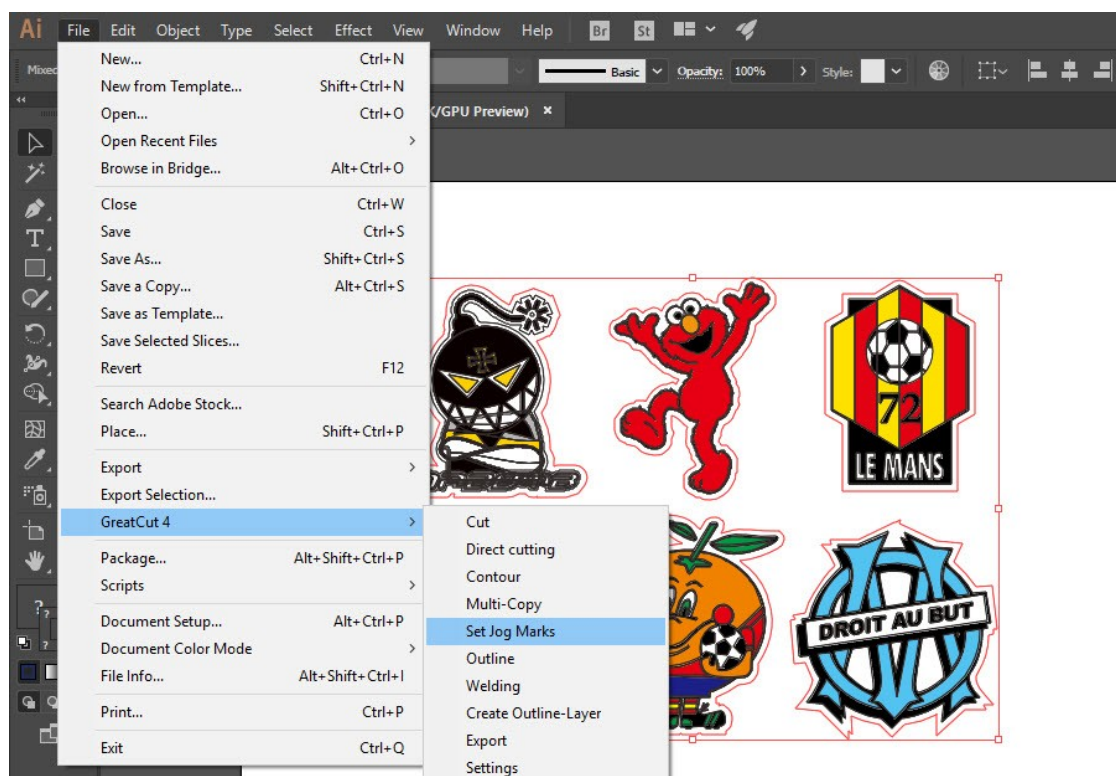 Ai File Edit Object Type Select Effect View Window Help Br St
Basic Opacity: 100% Style:
/GPU Preview) ×
New... Ctrl+N
New from Template... Shift+Ctrl+N
Open... Ctrl+O
Open Recent Files >
Browse in Bridge... Alt+Ctrl+O
Close Ctrl+W
Save Ctrl+S
Save As... Shift+Ctrl+S
Save a Copy... Alt+Ctrl+S
Save as Template...
Save Selected Slices...
Revert F12
Search Adobe Stock...
Place... Shift+Ctrl+P
Export >
Export Selection...
GreatCut 4 >
Package... Alt+Shift+Ctrl+P
Scripts >
Document Setup... Alt+Ctrl+P
Document Color Mode >
File Info... Alt+Shift+Ctrl+I
Print... Ctrl+P
Exit Ctrl+Q
Cut
Direct cutting
Contour
Multi-Copy
Set Jog Marks
Outline
Welding
Create Outline-Layer
Export
Settings
72
LE MANS
DROIT AU BUT